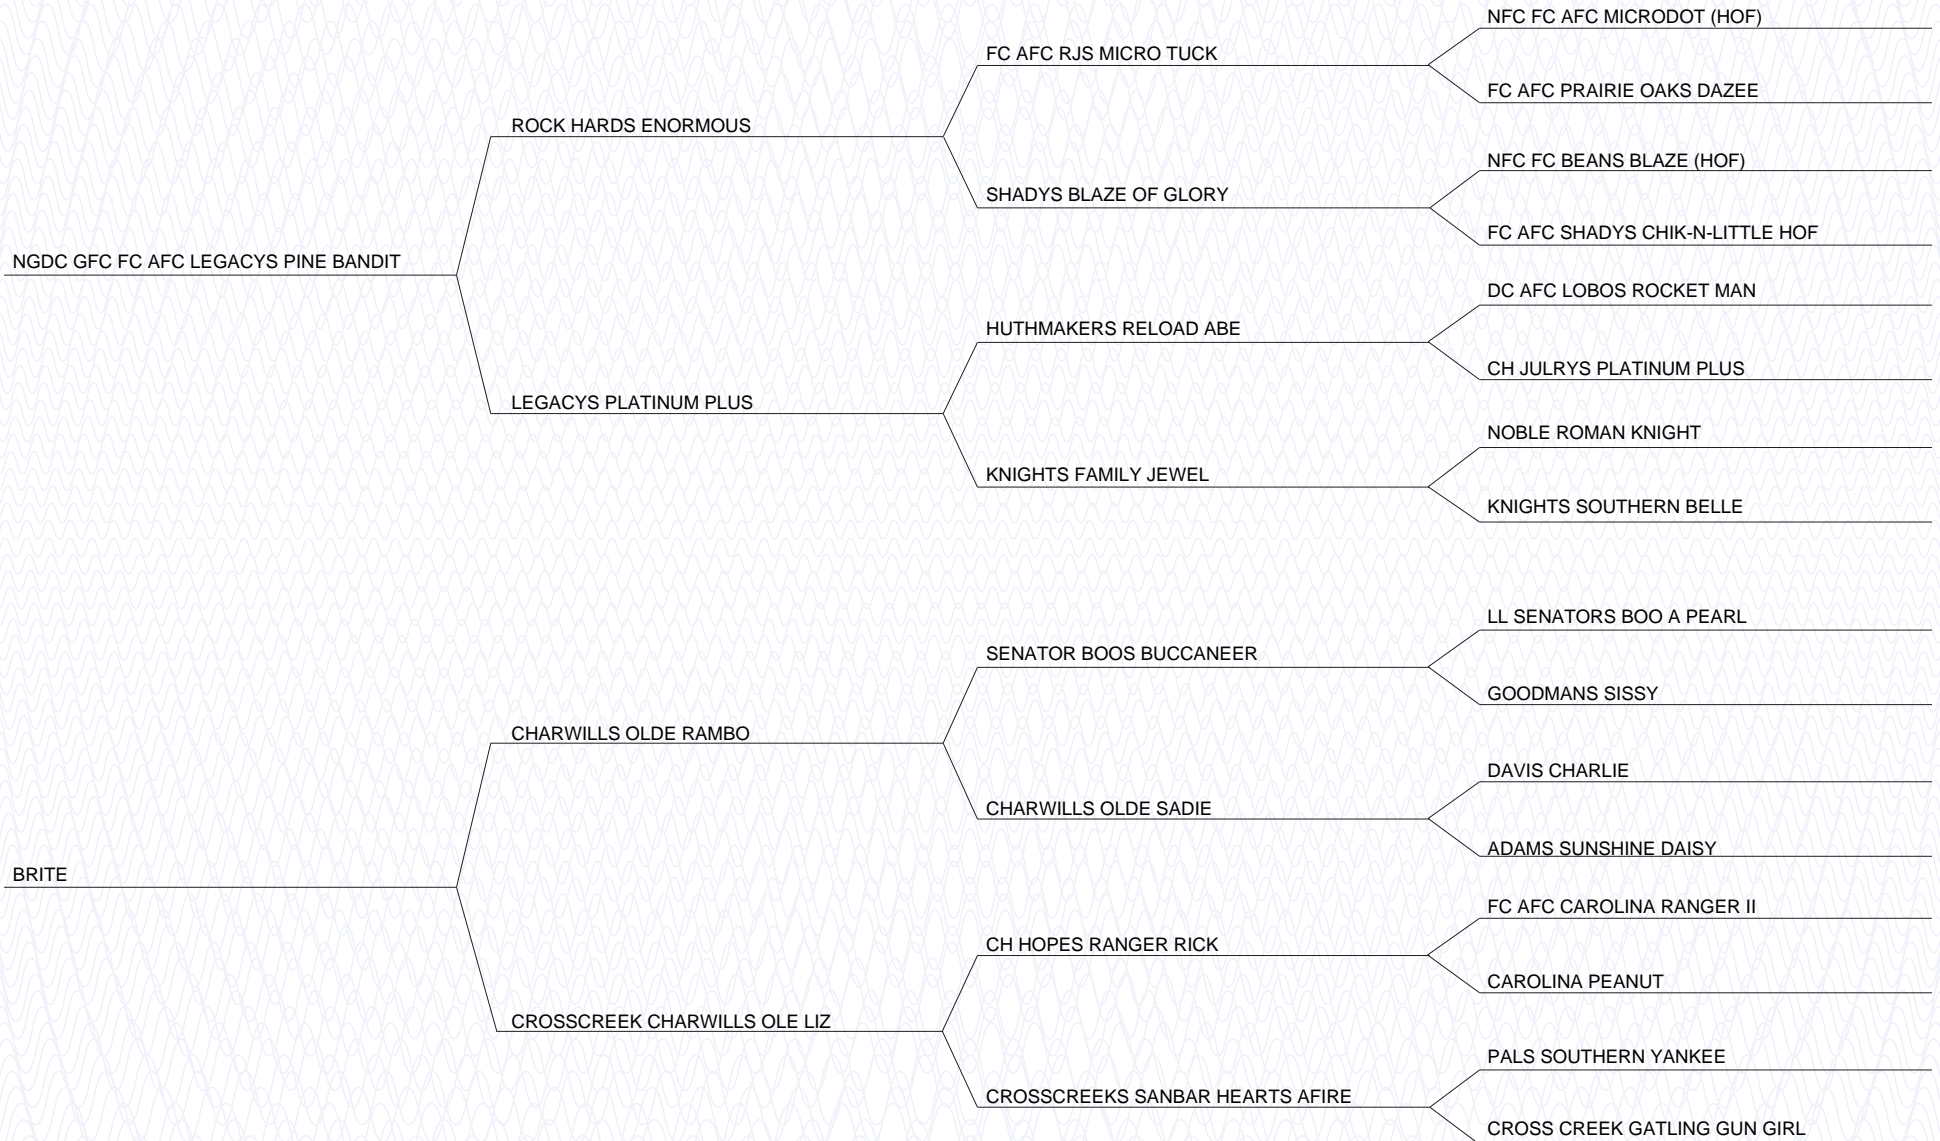 NFC FC AFC MICRODOT (HOF)
FC AFC RJS MICRO TUCK
FC AFC PRAIRIE OAKS DAZEE
ROCK HARDS ENORMOUS
NFC FC BEANS BLAZE (HOF)
SHADYS BLAZE OF GLORY
FC AFC SHADYS CHIK-N-LITTLE HOF
NGDC GFC FC AFC LEGACYS PINE BANDIT
DC AFC LOBOS ROCKET MAN
HUTHMAKERS RELOAD ABE
CH JULRYS PLATINUM PLUS
LEGACYS PLATINUM PLUS
NOBLE ROMAN KNIGHT
KNIGHTS FAMILY JEWEL
KNIGHTS SOUTHERN BELLE
LL SENATORS BOO A PEARL
SENATOR BOOS BUCCANEER
GOODMANS SISSY
CHARWILLS OLDE RAMBO
DAVIS CHARLIE
CHARWILLS OLDE SADIE
ADAMS SUNSHINE DAISY
BRITE
FC AFC CAROLINA RANGER II
CH HOPES RANGER RICK
CAROLINA PEANUT
CROSSCREEK CHARWILLS OLE LIZ
PALS SOUTHERN YANKEE
CROSSCREEKS SANBAR HEARTS AFIRE
CROSS CREEK GATLING GUN GIRL